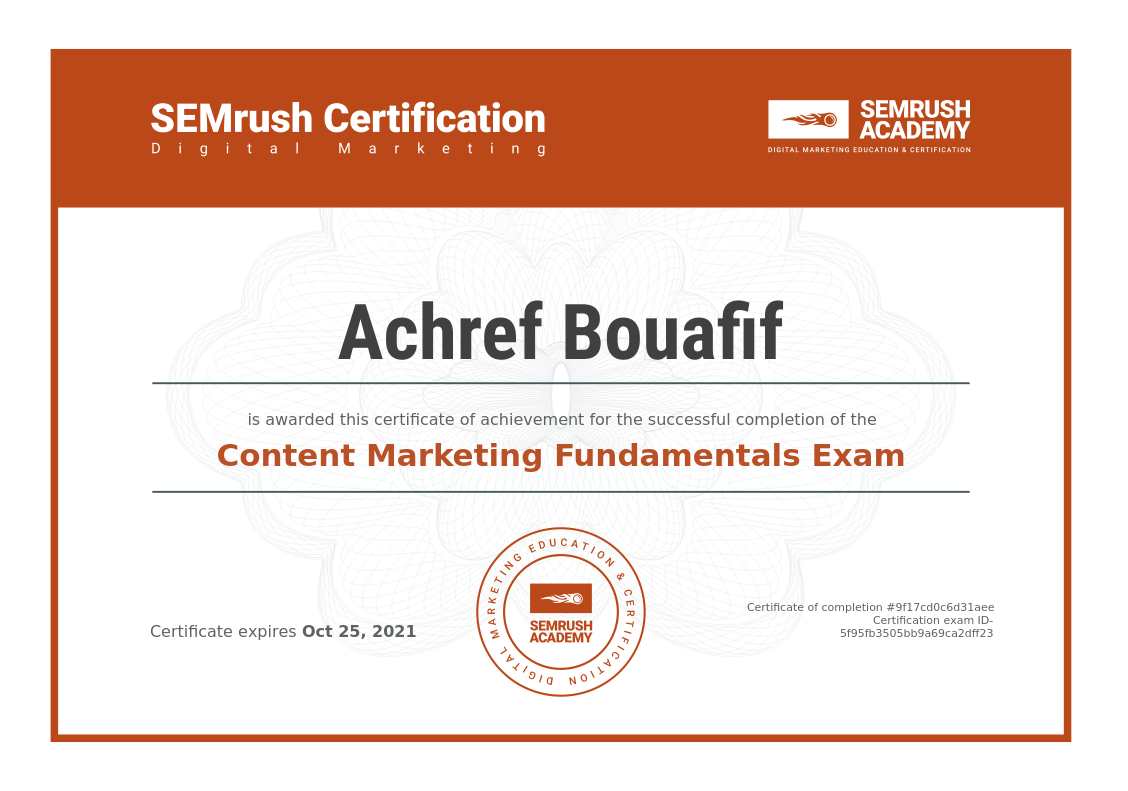 SEMrush Certification
Digital Marketing
SEMRUSH
ACADEMY
DIGITAL MARKETING EDUCATION & CERTIFICATION
Achref Bouafif
is awarded this certificate of achievement for the successful completion of the
Content Marketing Fundamentals Exam
Certificate expires Oct 25, 2021
DIGITAL MARKETING EDUCATION & CERTIFICATION
SEMRUSH
ACADEMY
Certificate of completion #9f17cd0c6d31aee
Certification exam ID-
5f95fb3505bb9a69ca2dff23